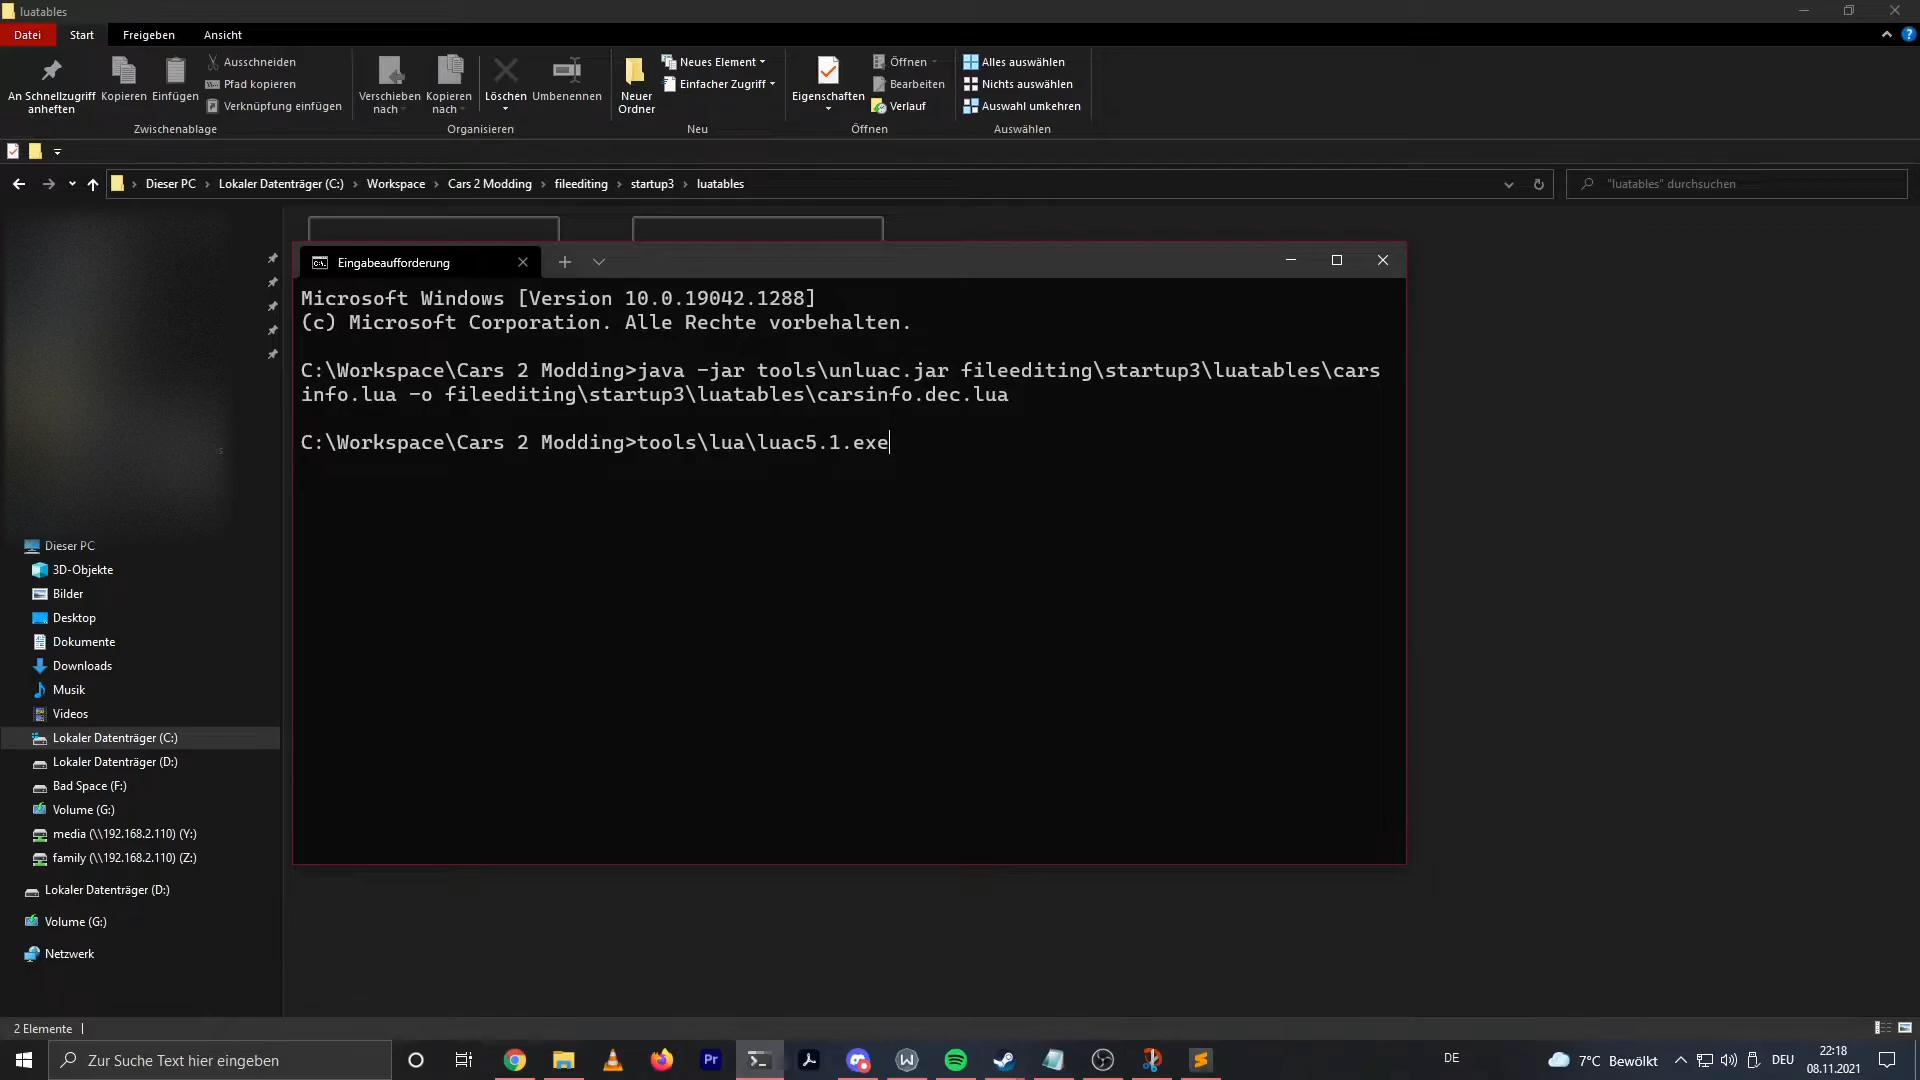 luatables
Datei
Start
Freigeben
Ansicht
An Schnellzugriff
anheften
Kopieren
Einfügen
Ausschneiden
Pfad kopieren
Verknüpfung einfügen
Zwischenablage
Verschieben
nach
Kopieren
nach
Löschen
Umbenennen
Organisieren
Neuer
Ordner
Neues Element
Einfacher Zugriff
Neu
Eigenschaften
Öffnen
Bearbeiten
Verlauf
Öffnen
Alles auswählen
Nichts auswählen
Auswahl umkehren
Auswählen
Dieser PC > Lokaler Datenträger (C:) > Workspace > Cars 2 Modding > fileediting > startup3 > luatables
"luatables" durchsuchen
Eingabeaufforderung
Microsoft Windows [Version 10.0.19042.1288]
(c) Microsoft Corporation. Alle Rechte vorbehalten.
C:\Workspace\Cars 2 Modding>java -jar tools\unluac.jar fileediting\startup3\luatables\cars
info.lua -o fileediting\startup3\luatables\carsinfo.dec.lua
C:\Workspace\Cars 2 Modding>tools\lua\luac5.1.exe
Dieser PC
3D-Objekte
Bilder
Desktop
Dokumente
Downloads
Musik
Videos
Lokaler Datenträger (C:)
Lokaler Datenträger (D:)
Bad Space (F:)
Volume (G:)
media (\\192.168.2.110) (Y:)
family (\\192.168.2.110) (Z:)
Lokaler Datenträger (D:)
Volume (G:)
Netzwerk
2 Elemente
Zur Suche Text hier eingeben
Pr
DE
7°C Bewölkt
DEU
22:18
08.11.2021